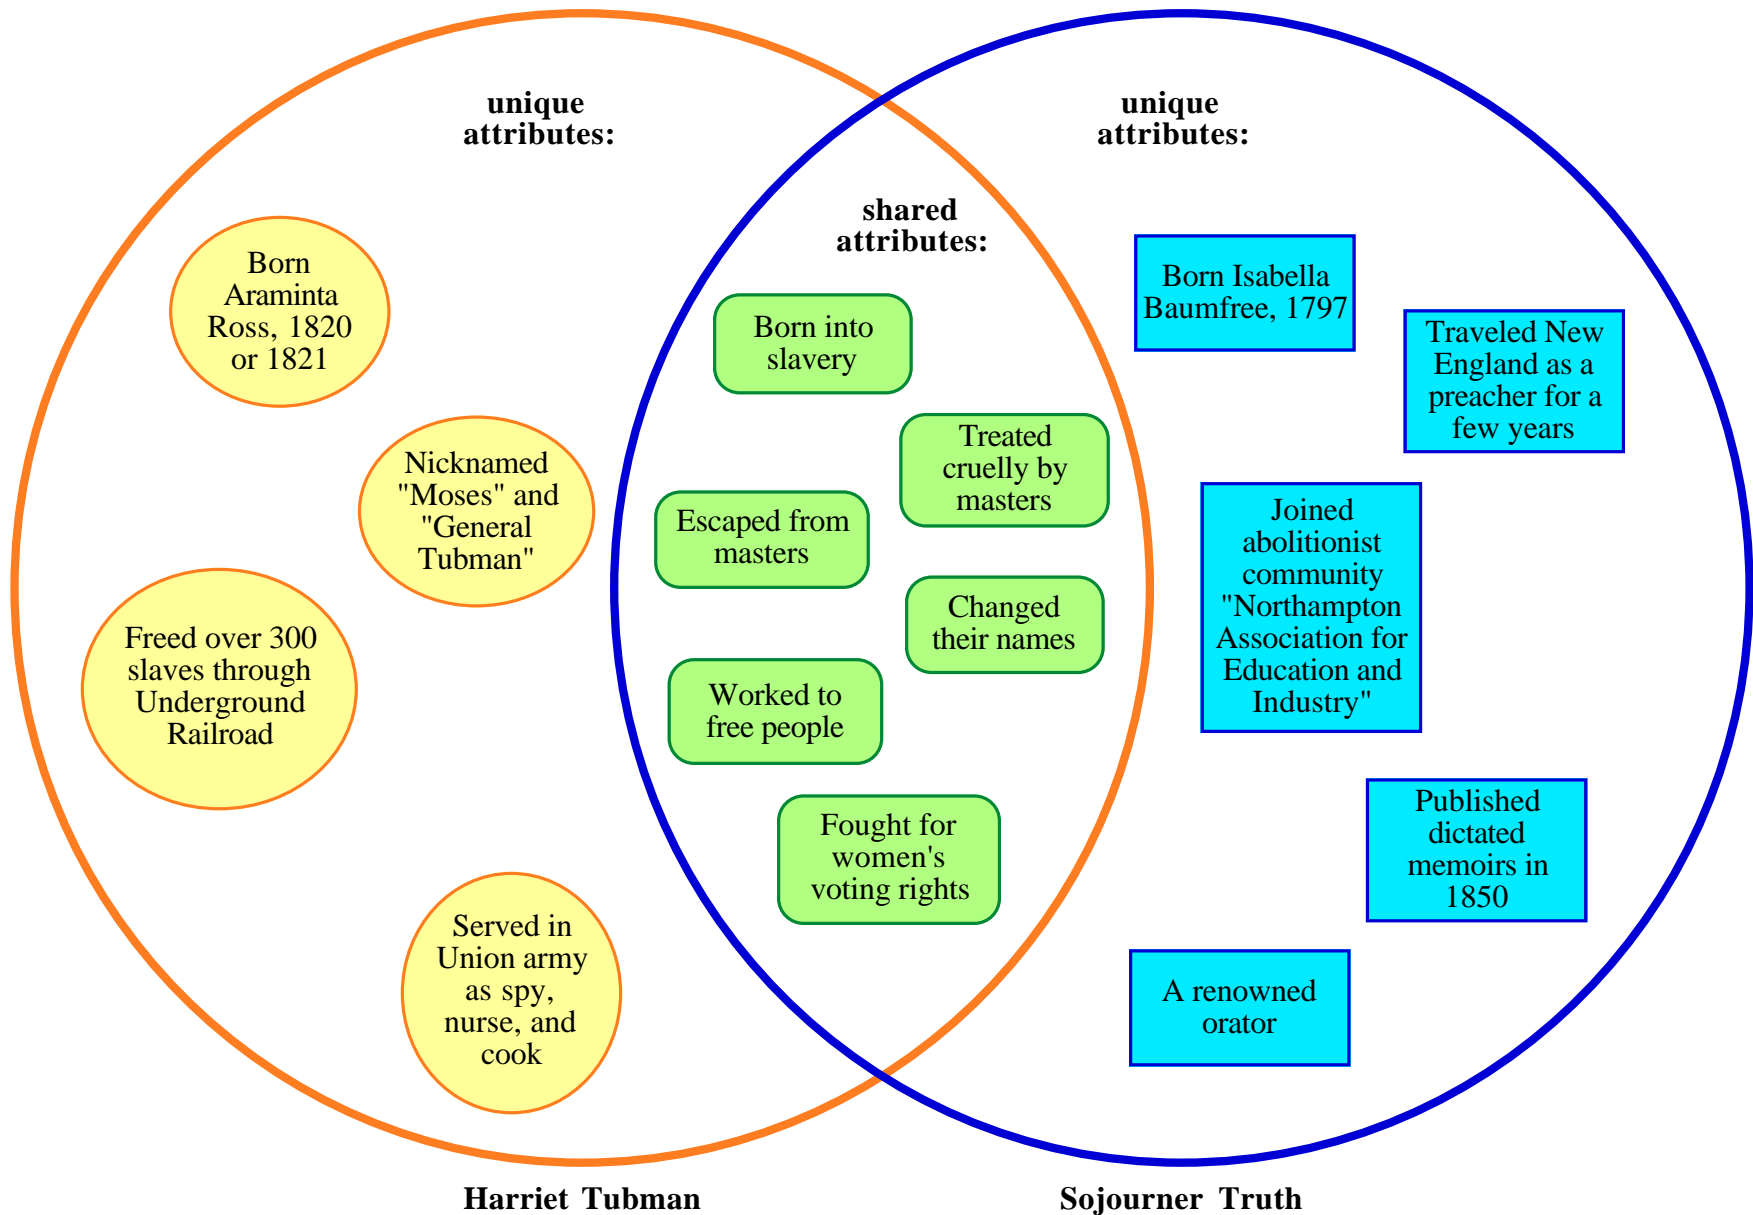 unique
attributes:
Born
Araminta
Ross, 1820
or 1821
Nicknamed
"Moses" and
"General
Tubman"
Freed over 300
slaves through
Underground
Railroad
Served in
Union army
as spy,
nurse, and
cook
shared
attributes:
Born into
slavery
Treated
cruelly by
masters
Escaped from
masters
Changed
their names
Worked to
free people
Fought for
women's
voting rights
unique
attributes:
Born Isabella
Baumfree, 1797
Traveled New
England as a
preacher for a
few years
Joined
abolitionist
community
"Northampton
Association for
Education and
Industry"
Published
dictated
memoirs in
1850
A renowned
orator
Harriet Tubman
Sojourner Truth